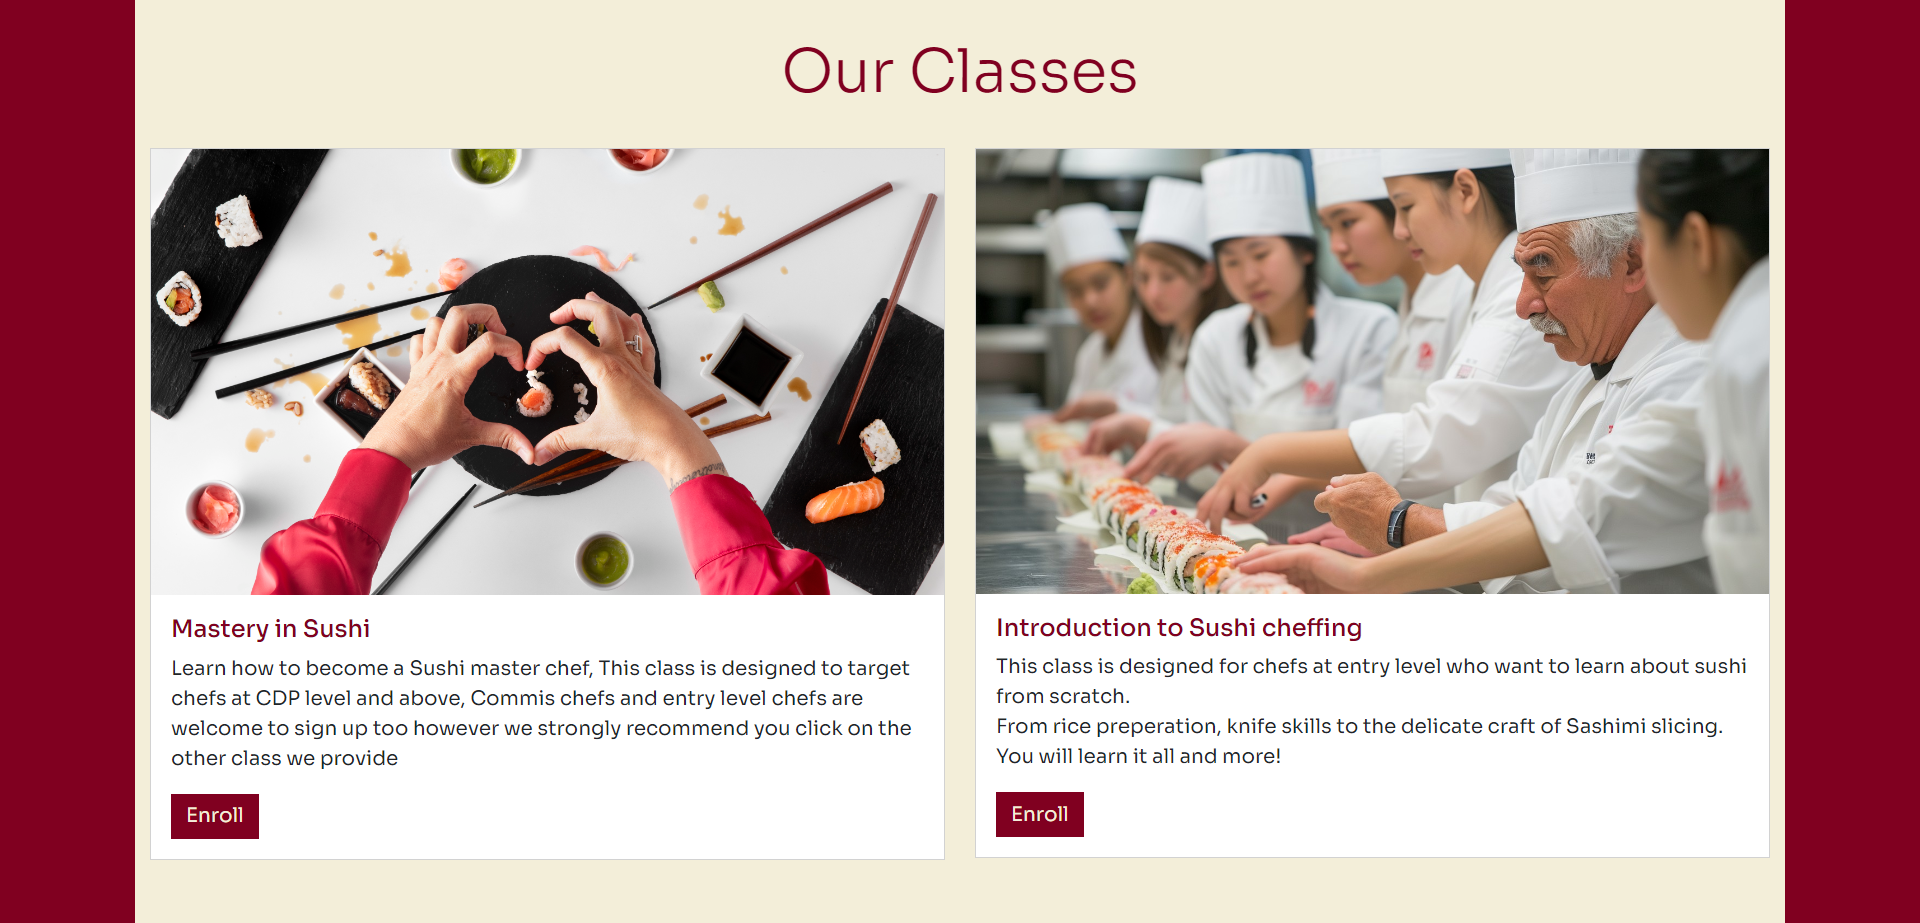 Our Classes
Mastery in Sushi
Learn how to become a Sushi master chef, This class is designed to target
chefs at CDP level and above, Commis chefs and entry level chefs are
welcome to sign up too however we strongly recommend you click on the
other class we provide
Enroll
Introduction to Sushi cheffing
This class is designed for chefs at entry level who want to learn about sushi
from scratch.
From rice preperation, knife skills to the delicate craft of Sashimi slicing.
You will learn it all and more!
Enroll